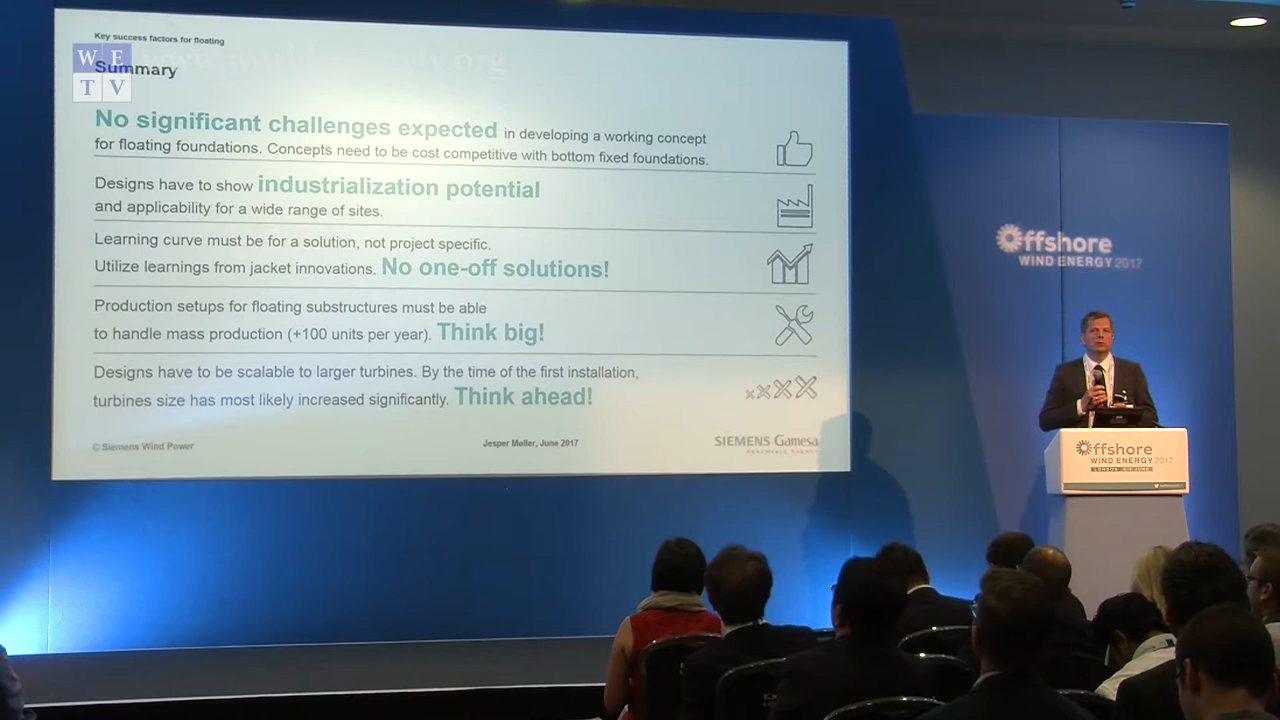 Key success factors for floating
W E
T V
Summary
No significant challenges expected in developing a working concept
for floating foundations. Concepts need to be cost competitive with bottom fixed foundations.
Designs have to show industrialization potential
and applicability for a wide range of sites.
Learning curve must be for a solution, not project specific.
Utilize learnings from jacket innovations. No one-off solutions!
Production setups for floating substructures must be able
to handle mass production (+100 units per year). Think big!
Designs have to be scalable to larger turbines. By the time of the first installation,
turbines size has most likely increased significantly. Think ahead!
© Siemens Wind Power
Jesper Møller, June 2017
SIEMENS Gamesa
RENEWABLE ENERGY
Offshore
WIND ENERGY 2017
Offshore
WIND ENERGY 2017